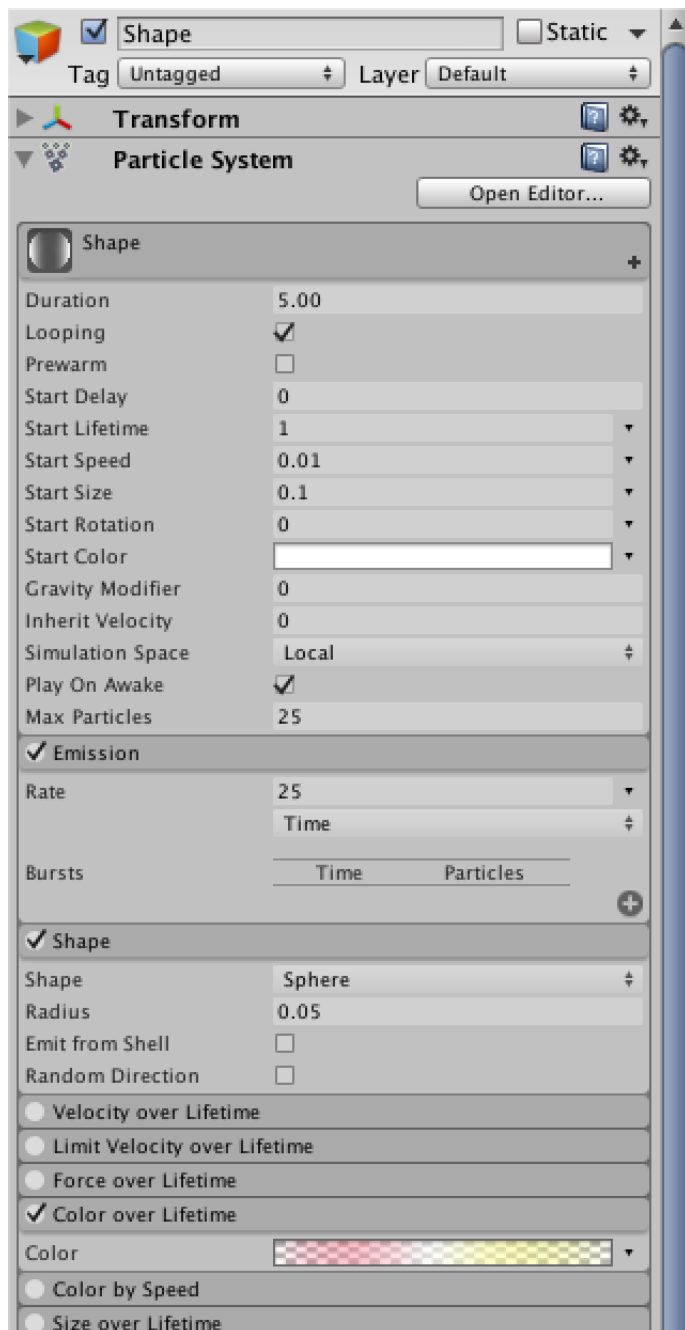 Shape Static
Tag Untagged Layer Default
Transform
Particle System
Open Editor...
Shape
Duration 5.00
Looping
Prewarm
Start Delay 0
Start Lifetime 1
Start Speed 0.01
Start Size 0.1
Start Rotation 0
Start Color
Gravity Modifier 0
Inherit Velocity 0
Simulation Space Local
Play On Awake
Max Particles 25
Emission
Rate 25
Time
Bursts Time Particles
Shape
Shape Sphere
Radius 0.05
Emit from Shell
Random Direction
Velocity over Lifetime
Limit Velocity over Lifetime
Force over Lifetime
Color over Lifetime
Color
Color by Speed
Size over Lifetime